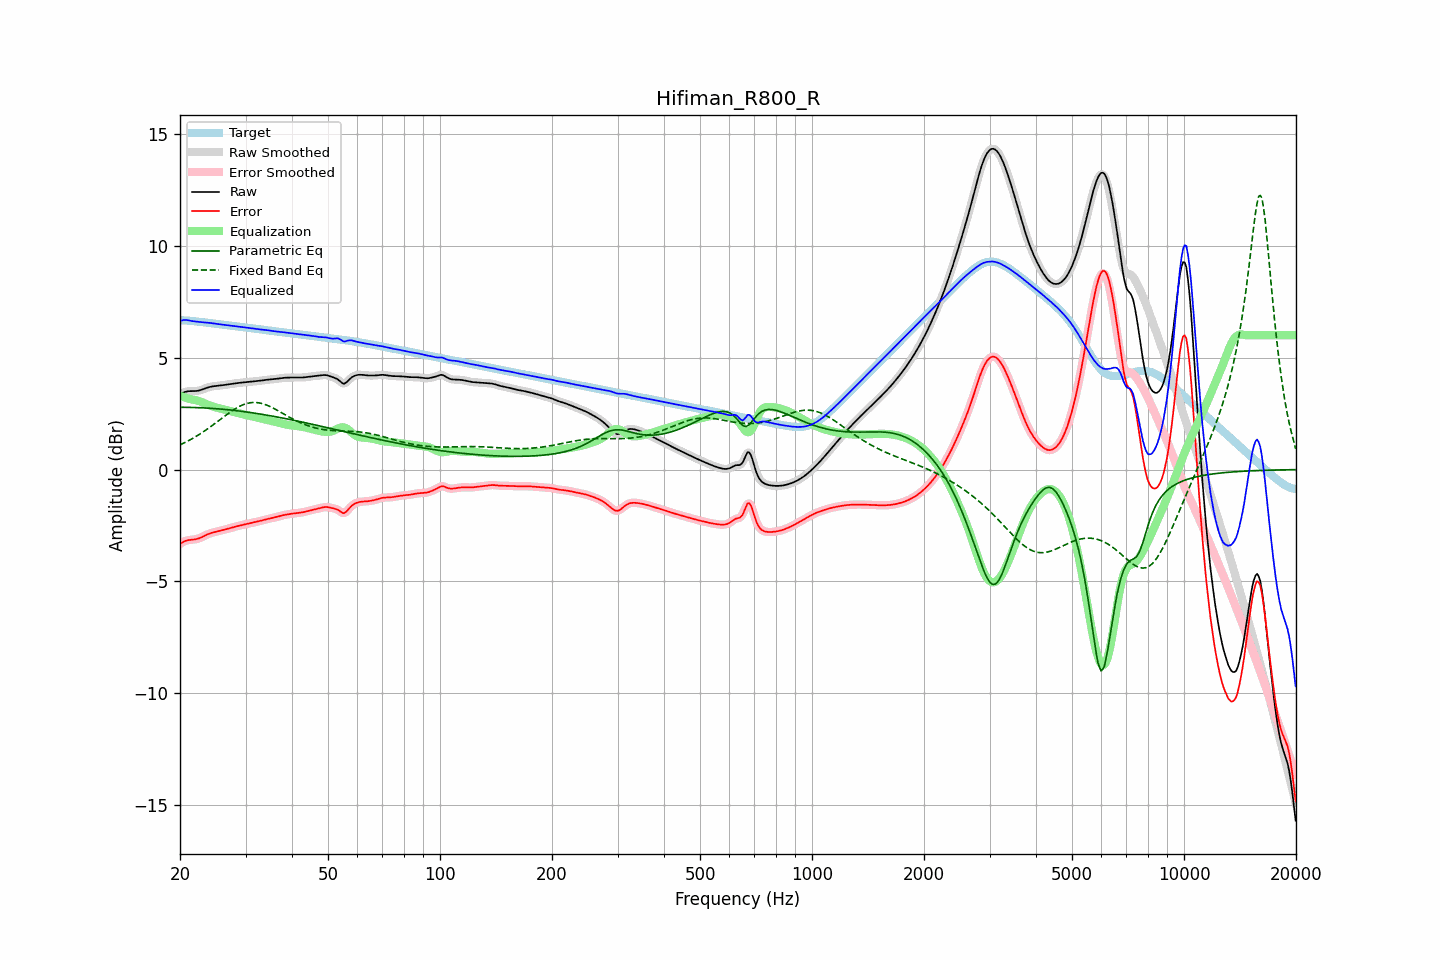 Hifiman_R800_R
Target
Raw Smoothed
Error Smoothed
Raw
Error
Equalization
Parametric Eq
Fixed Band Eq
Equalized
15
10
5
0
−5
−10
−15
Amplitude (dBr)
20
50
100
200
500
1000
2000
5000
10000
20000
Frequency (Hz)